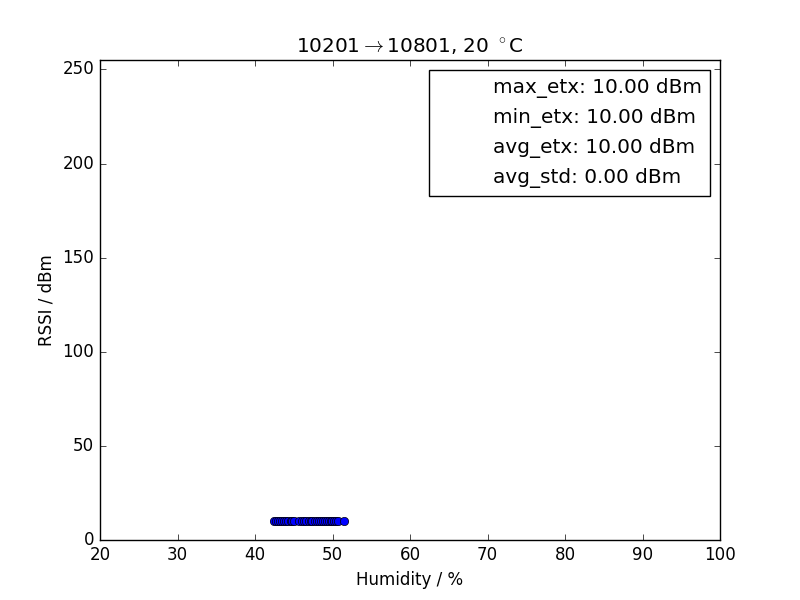 10201→10801, 20 °C
max_etx: 10.00 dBm
min_etx: 10.00 dBm
avg_etx: 10.00 dBm
avg_std: 0.00 dBm
250
200
150
100
50
0
RSSI / dBm
20 30 40 50 60 70 80 90 100
Humidity / %